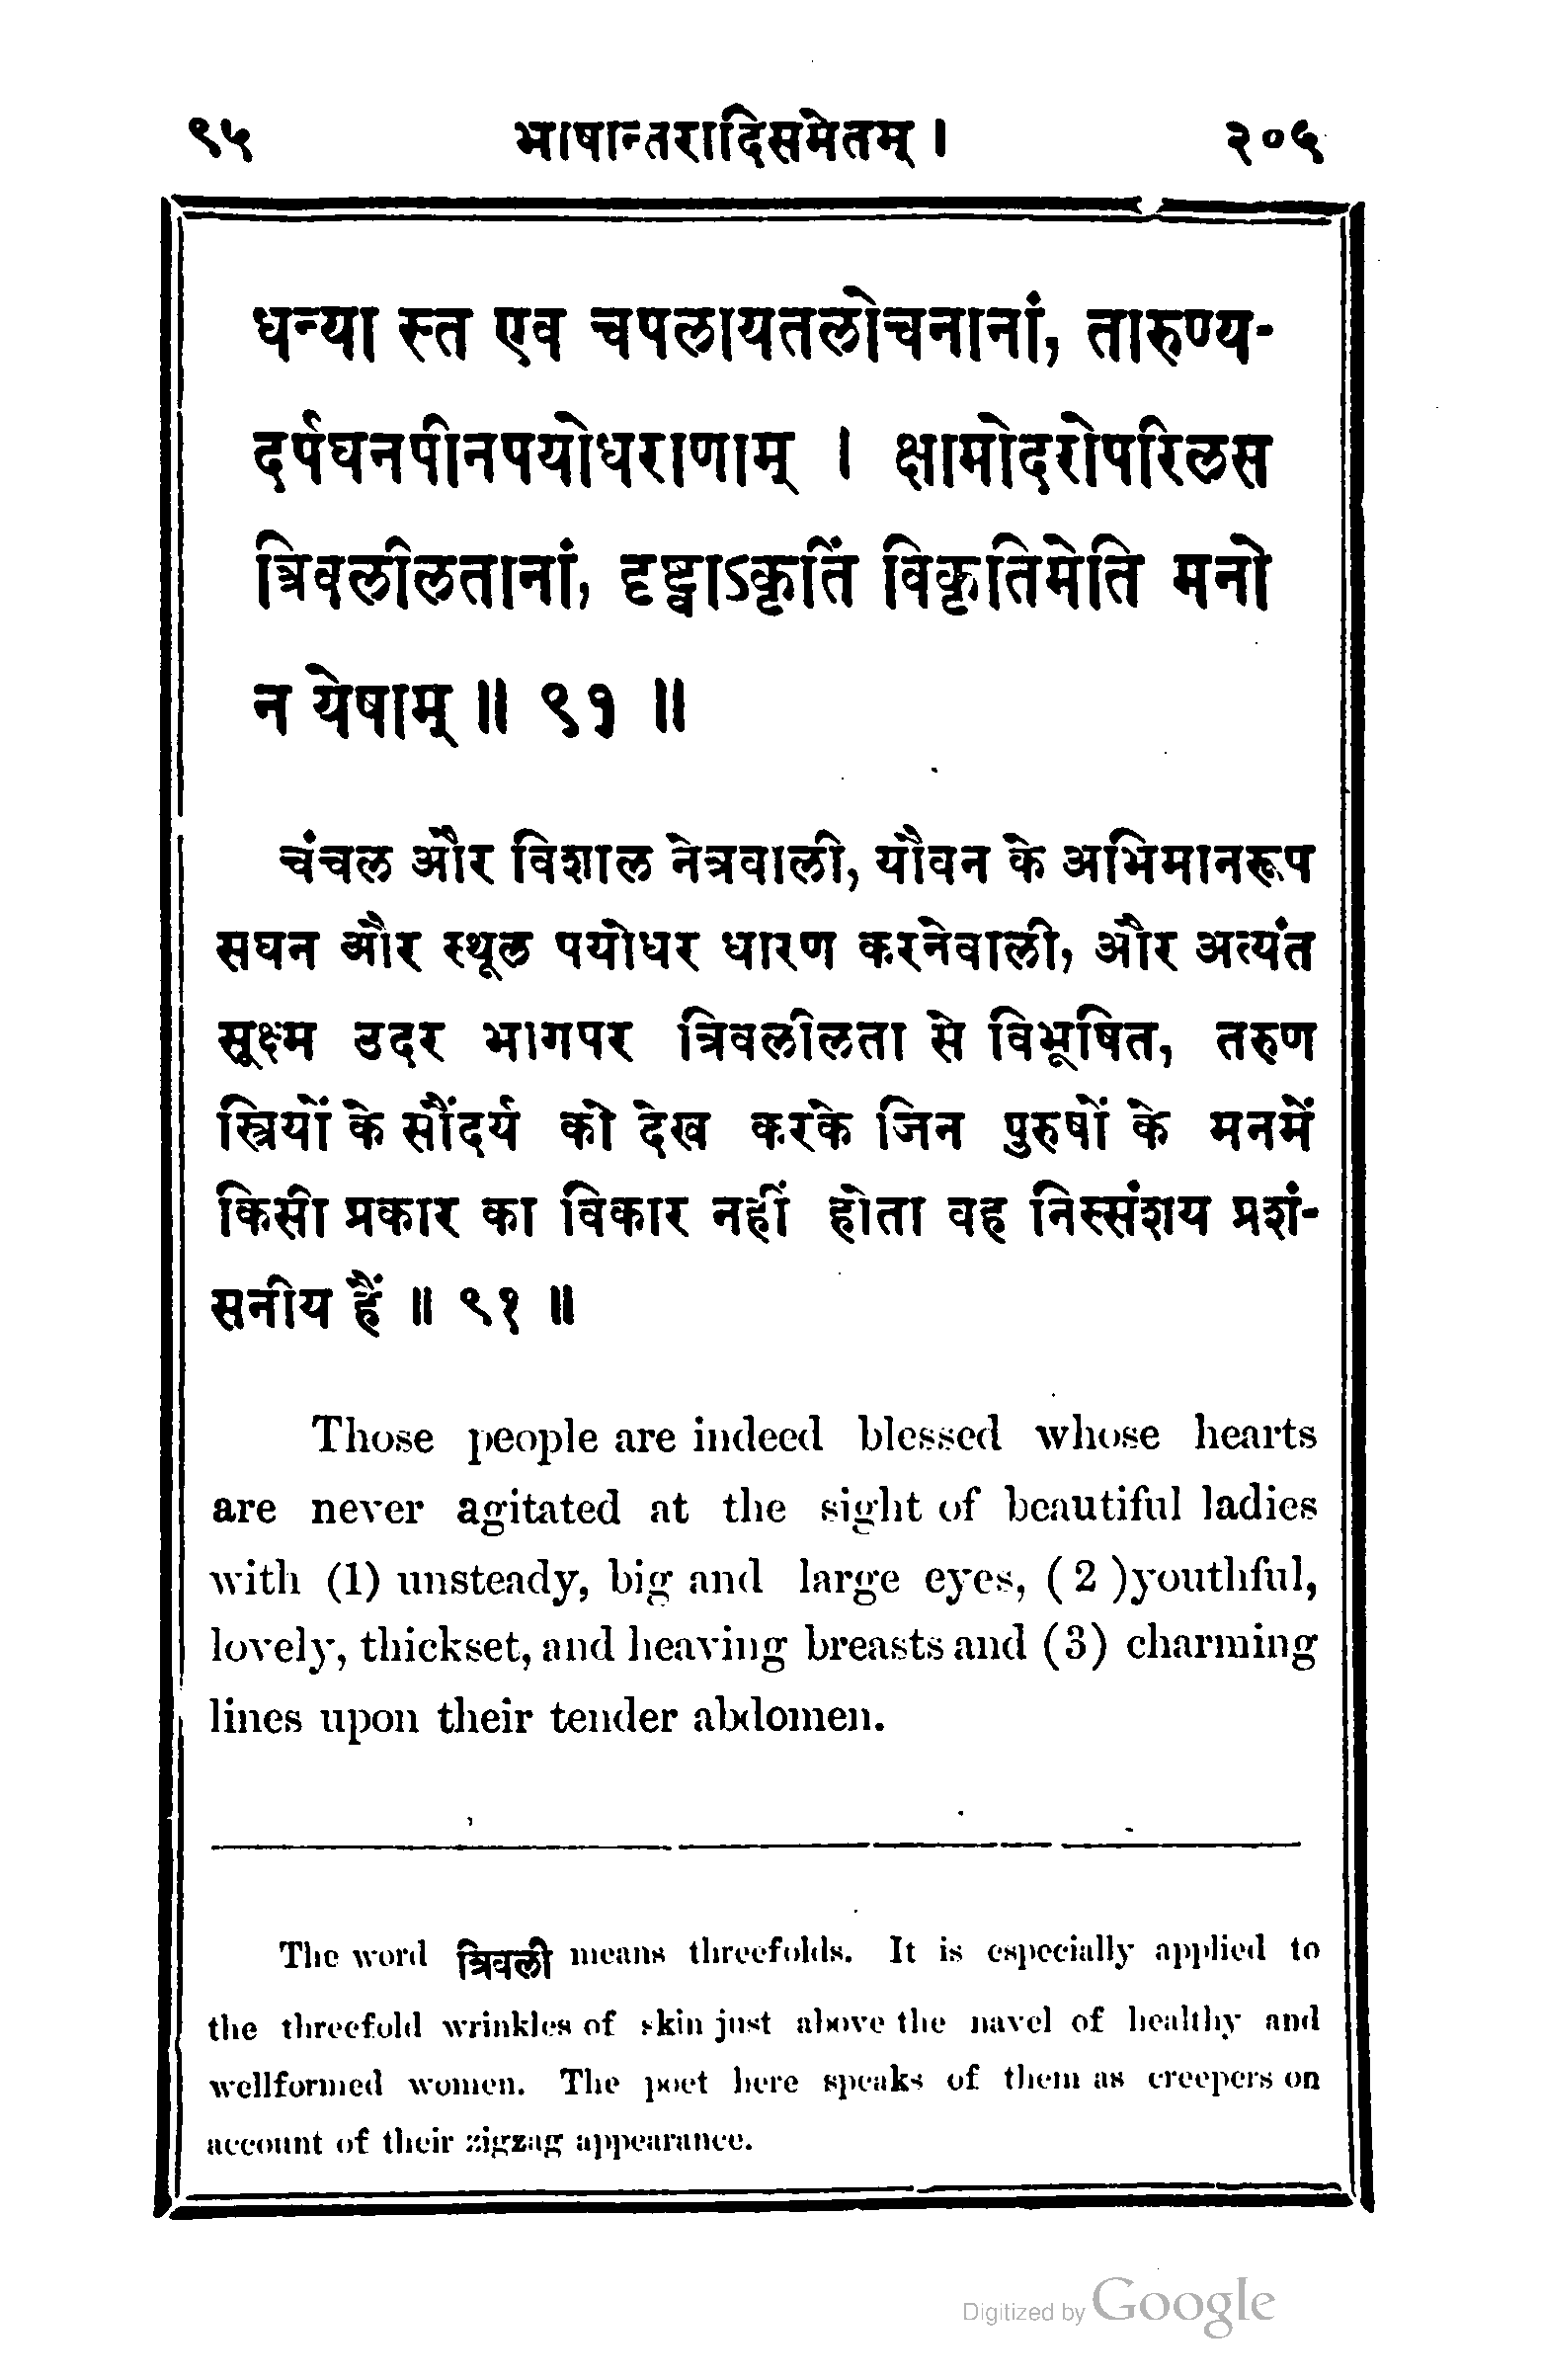 ९५ भाषान्तरादिसमेतम् । २०५
धन्या स्त एव चपलायतलोचनानां, तारुण्य-
दर्पघनपीनपयोधराणाम् । क्षामोदरोपरिलस
त्रिवलीलतानां, दृष्ट्वाऽकृतिं विकृतिमेति मनो
न येषाम् ॥ ९१ ॥
चंचल और विशाल नेत्रवाली, यौवन के अभिमानरूप
सघन और स्थूल पयोधर धारण करनेवाली, और अत्यंत
सूक्ष्म उदर भागपर त्रिवलीलता से विभूषित, तरुण
स्त्रियों के सौंदर्य को देख करके जिन पुरुषों के मनमें
किसी प्रकार का विकार नहीं होता वह निस्संशय प्रशं-
सनीय हैं ॥ ९१ ॥
Those people are indeed blessed whose hearts
are never agitated at the sight of beautiful ladies
with (1) unsteady, big and large eyes, ( 2 )youthful,
lovely, thickset, and heaving breasts and (3) charming
lines upon their tender abdomen.
The word त्रिवली means threefolds. It is especially applied to
the threefold wrinkles of skin just above the navel of healthy and
wellformed women. The poet here speaks of them as creepers on
account of their zigzag appearance.
Digitized by Google